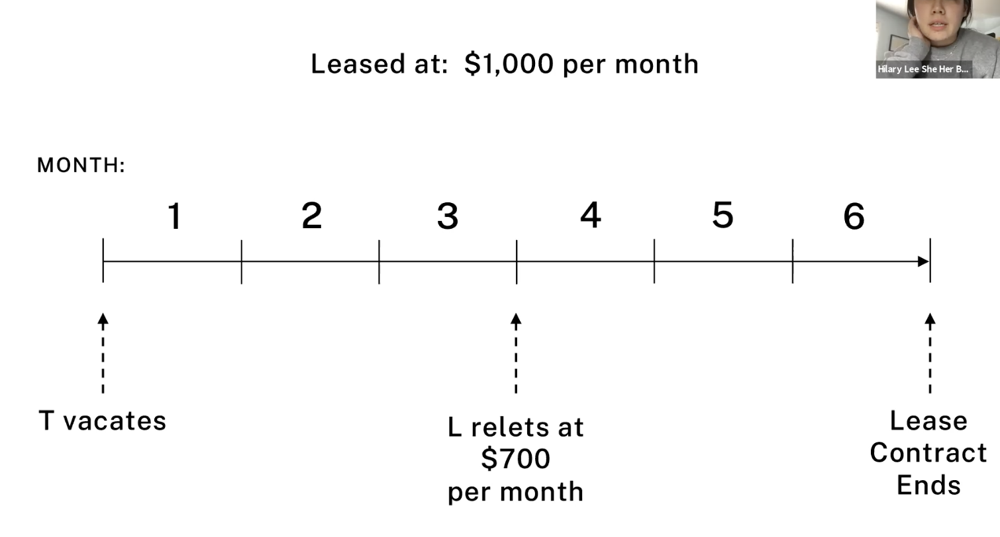 Leased at: $1,000 per month
Hilary Lee She Her B...
MONTH:
1 2 3 4 5 6
T vacates
L relets at
$700
per month
Lease
Contract
Ends